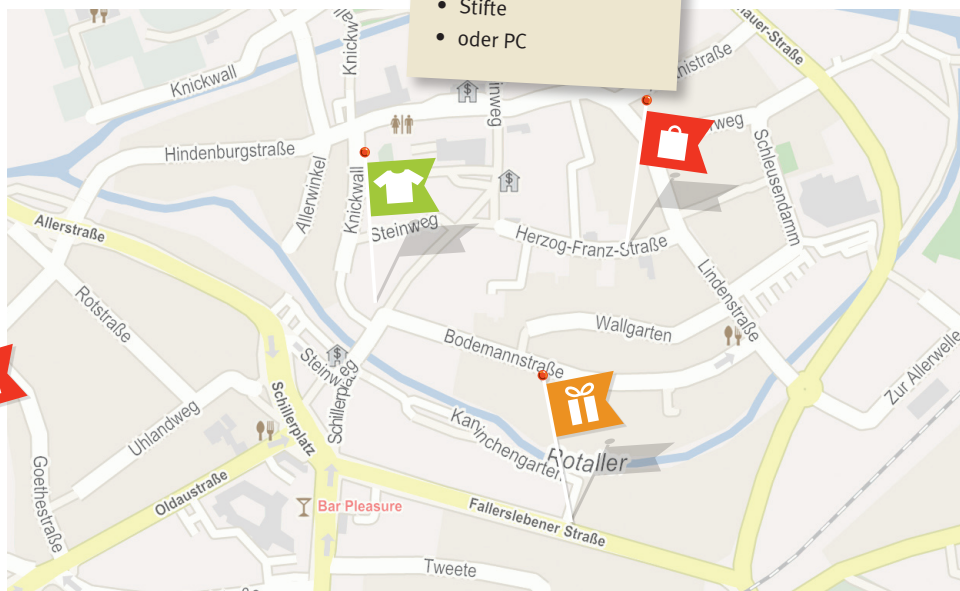 • Stifte
• oder PC
Knickwall
Hindenburgstraße
Allerwinkel
Knickwall
Steinweg
Herzog-Franz-Straße
Schleusendamm
Lindenstraße
Allerstraße
Rotstraße
Wallgarten
Bodemannstraße
Steinweg
Schillerplatz
Schillerplatz
Uhlandweg
Oldaustraße
Goethestraße
Kaninchengarten
Rotaller
Bar Pleasure
Fallerslebener Straße
Tweete
Zur Allerwelle